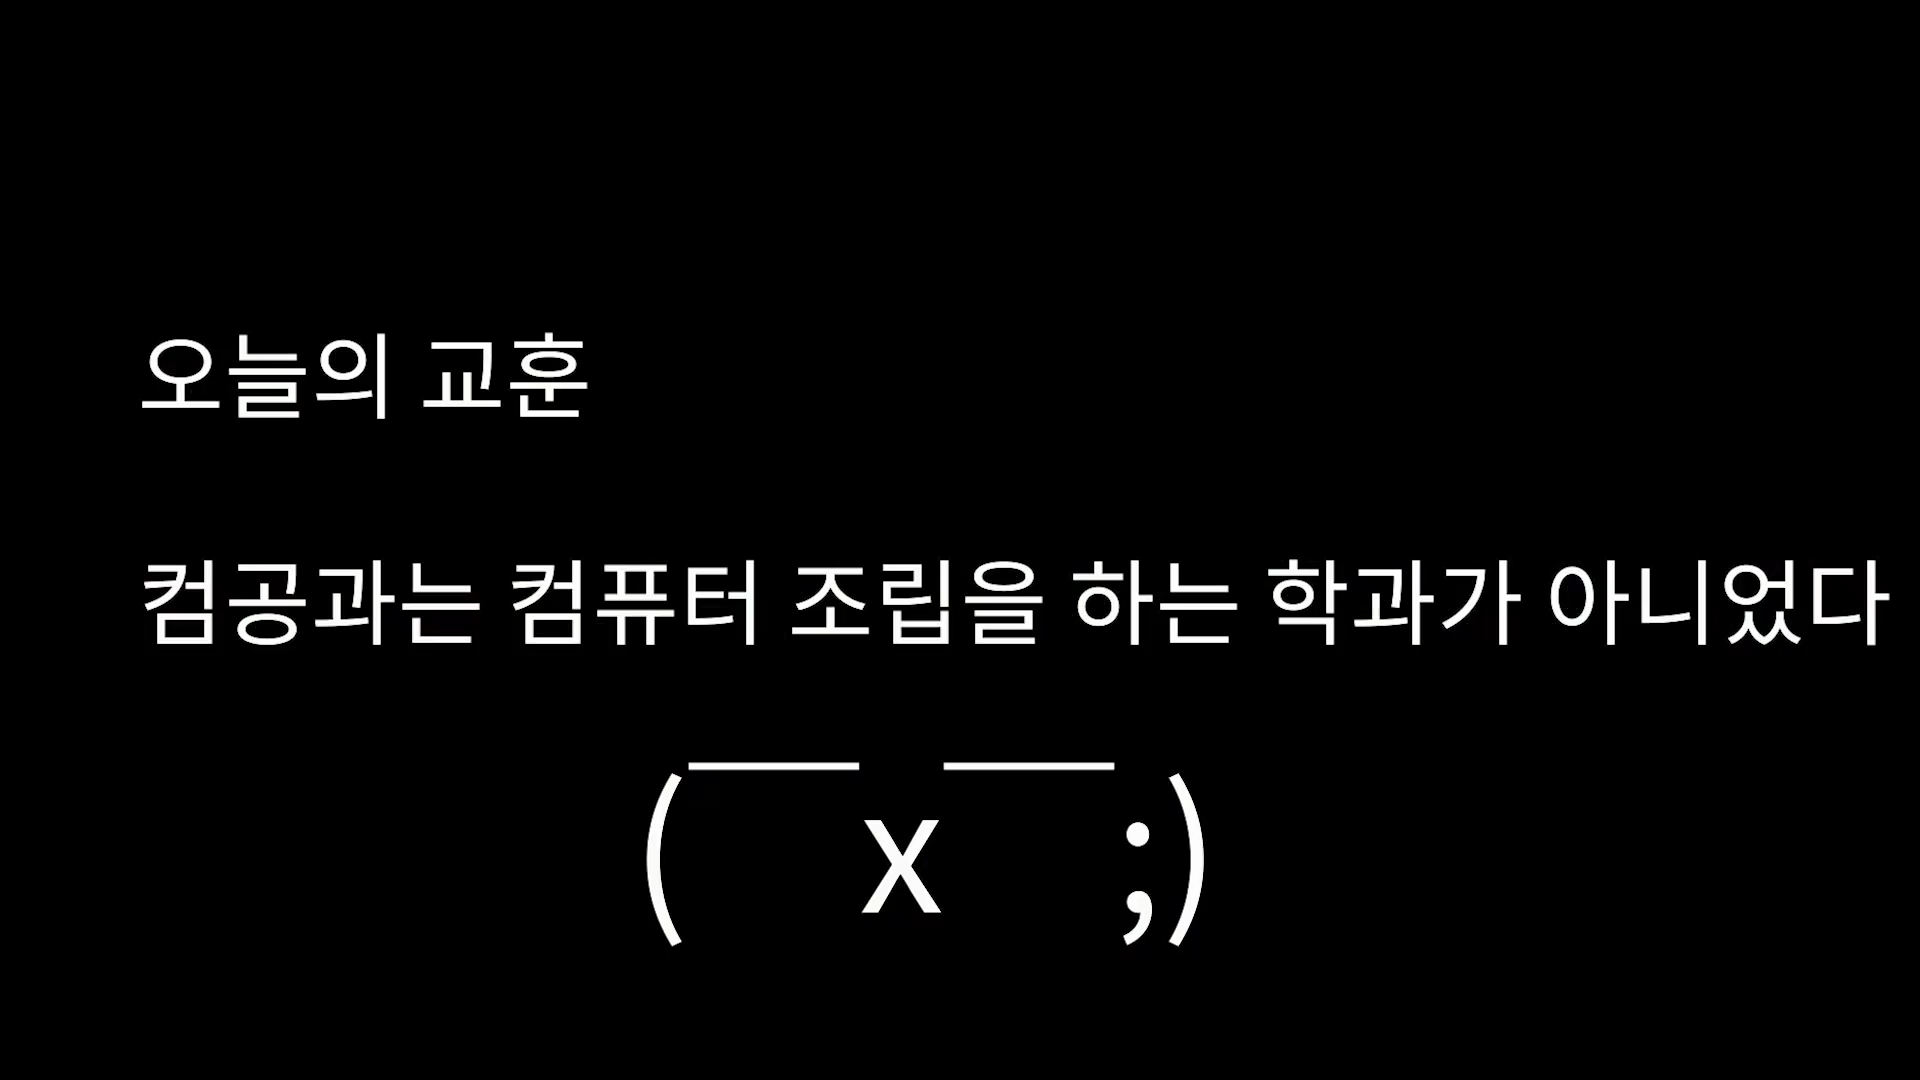 오늘의 교훈
컴공과는 컴퓨터 조립을 하는 학과가 아니었다
(￣x￣;)